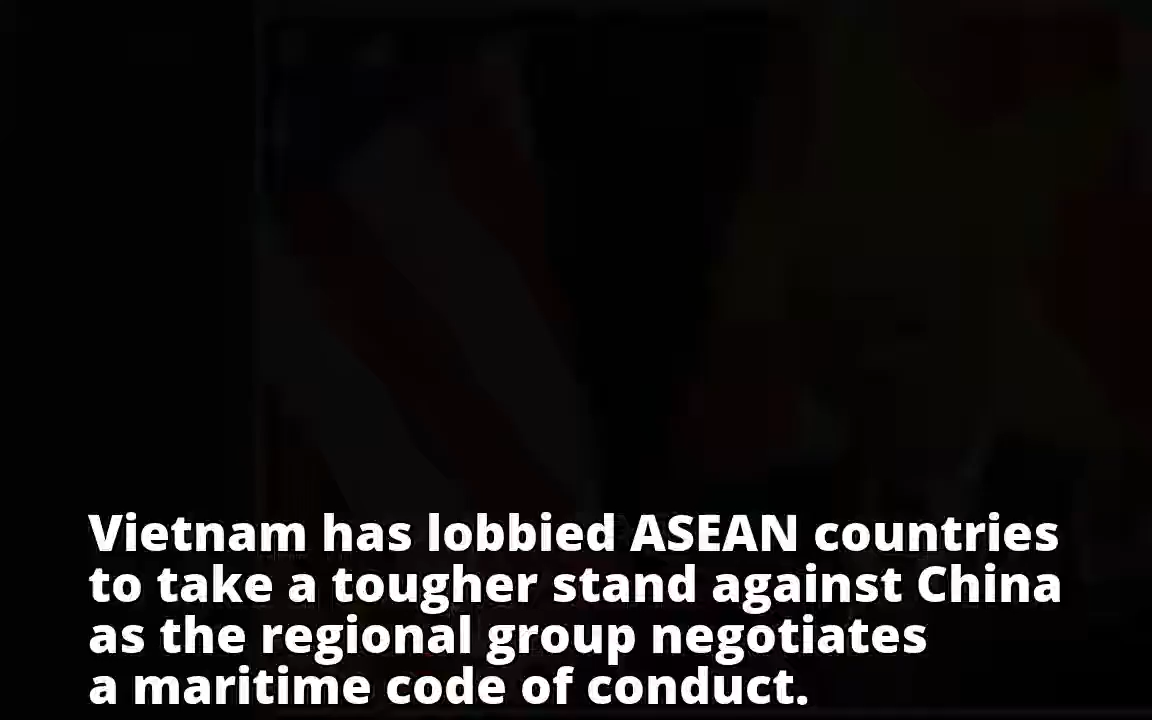 Vietnam has lobbied ASEAN countries
to take a tougher stand against China
as the regional group negotiates
a maritime code of conduct.